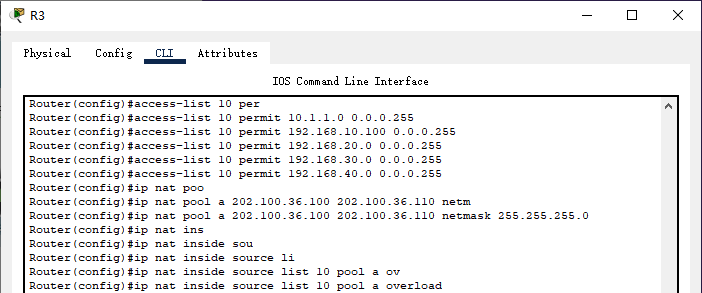 R3
Physical Config CLI Attributes
IOS Command Line Interface
Router(config)#access-list 10 per
Router(config)#access-list 10 permit 10.1.1.0 0.0.0.255
Router(config)#access-list 10 permit 192.168.10.100 0.0.0.255
Router(config)#access-list 10 permit 192.168.20.0 0.0.0.255
Router(config)#access-list 10 permit 192.168.30.0 0.0.0.255
Router(config)#access-list 10 permit 192.168.40.0 0.0.0.255
Router(config)#ip nat poo
Router(config)#ip nat pool a 202.100.36.100 202.100.36.110 netm
Router(config)#ip nat pool a 202.100.36.100 202.100.36.110 netmask 255.255.255.0
Router(config)#ip nat ins
Router(config)#ip nat inside sou
Router(config)#ip nat inside source li
Router(config)#ip nat inside source list 10 pool a ov
Router(config)#ip nat inside source list 10 pool a overload